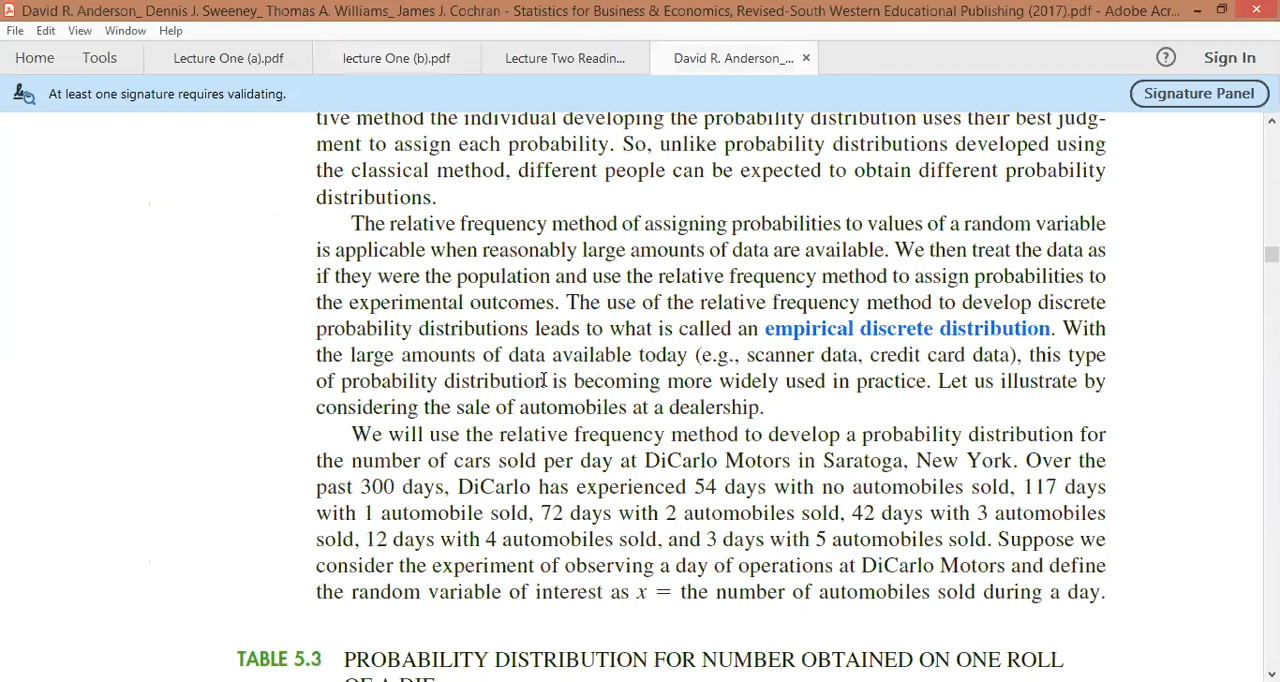 David R. Anderson_ Dennis J. Sweeney_ Thomas A. Williams_ James J. Cochran - Statistics for Business & Economics, Revised-South Western Educational Publishing (2017).pdf - Adobe Acr...
File Edit View Window Help
Home Tools Lecture One (a).pdf lecture One (b).pdf Lecture Two Readin... David R. Anderson_... × ? Sign In
At least one signature requires validating. Signature Panel
tive method the individual developing the probability distribution uses their best judg-
ment to assign each probability. So, unlike probability distributions developed using
the classical method, different people can be expected to obtain different probability
distributions.
The relative frequency method of assigning probabilities to values of a random variable
is applicable when reasonably large amounts of data are available. We then treat the data as
if they were the population and use the relative frequency method to assign probabilities to
the experimental outcomes. The use of the relative frequency method to develop discrete
probability distributions leads to what is called an empirical discrete distribution. With
the large amounts of data available today (e.g., scanner data, credit card data), this type
of probability distribution is becoming more widely used in practice. Let us illustrate by
considering the sale of automobiles at a dealership.
We will use the relative frequency method to develop a probability distribution for
the number of cars sold per day at DiCarlo Motors in Saratoga, New York. Over the
past 300 days, DiCarlo has experienced 54 days with no automobiles sold, 117 days
with 1 automobile sold, 72 days with 2 automobiles sold, 42 days with 3 automobiles
sold, 12 days with 4 automobiles sold, and 3 days with 5 automobiles sold. Suppose we
consider the experiment of observing a day of operations at DiCarlo Motors and define
the random variable of interest as x = the number of automobiles sold during a day.
TABLE 5.3 PROBABILITY DISTRIBUTION FOR NUMBER OBTAINED ON ONE ROLL
OF A DIE